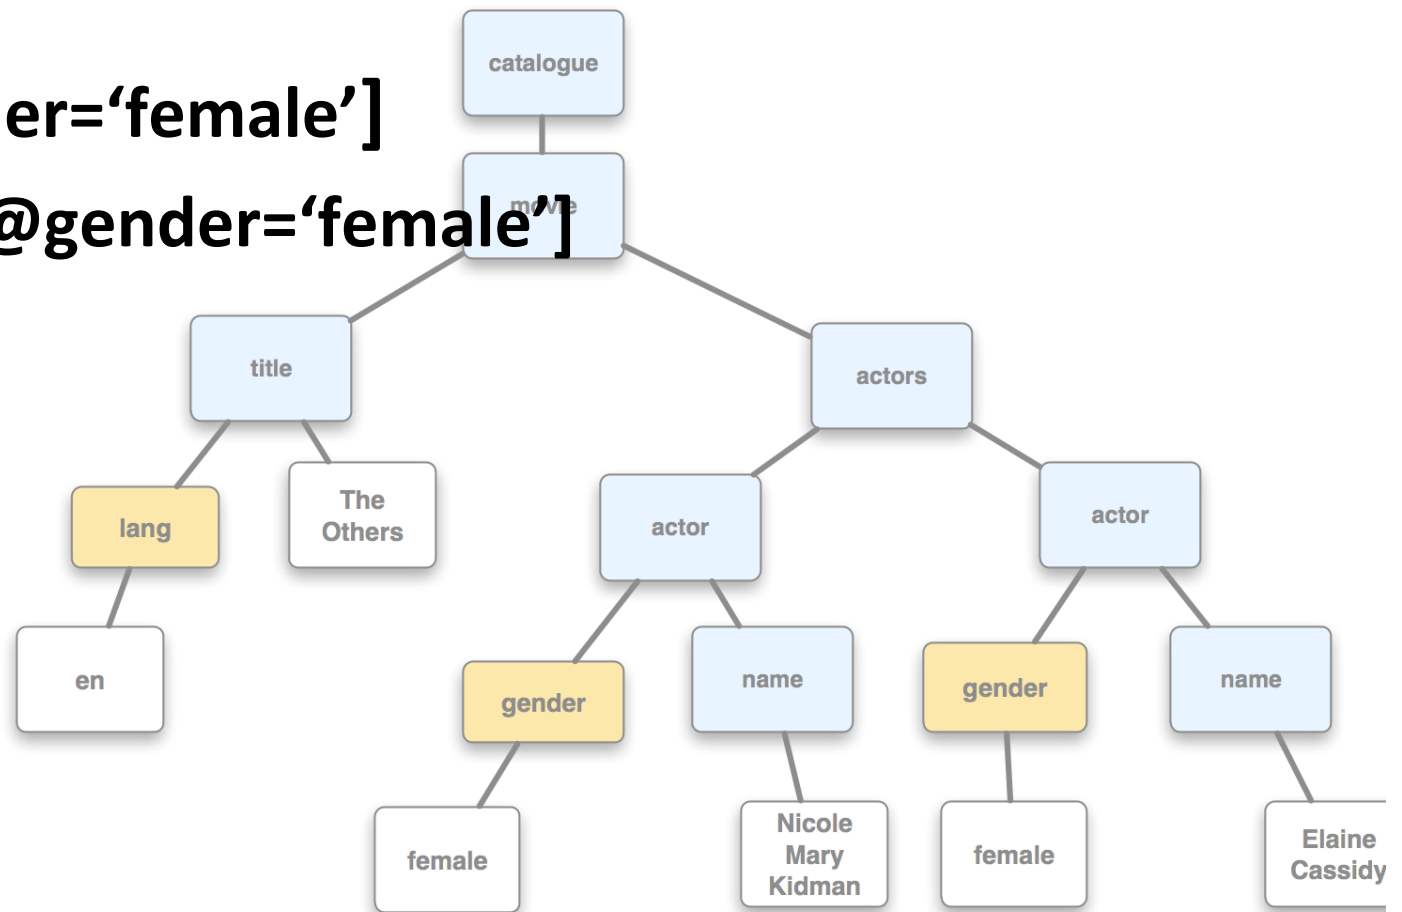 catalogue
er=‘female’]
movie
@gender=‘female’]
title
actors
lang
The
Others
actor
actor
en
gender
name
gender
name
female
Nicole
Mary
Kidman
female
Elaine
Cassidy